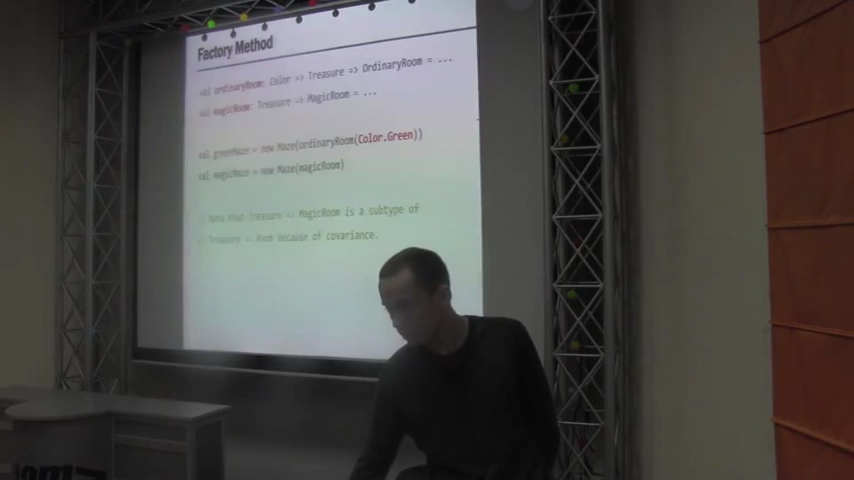 Factory Method
val ordinaryRoom: Color => Treasure => OrdinaryRoom = ...
val magicRoom: Treasure => MagicRoom = ...
val greenMaze = new Maze(ordinaryRoom(Color.Green))
val magicMaze = new Maze(magicRoom)
// Note that Treasure => MagicRoom is a subtype of
// Treasure => Room because of covariance.